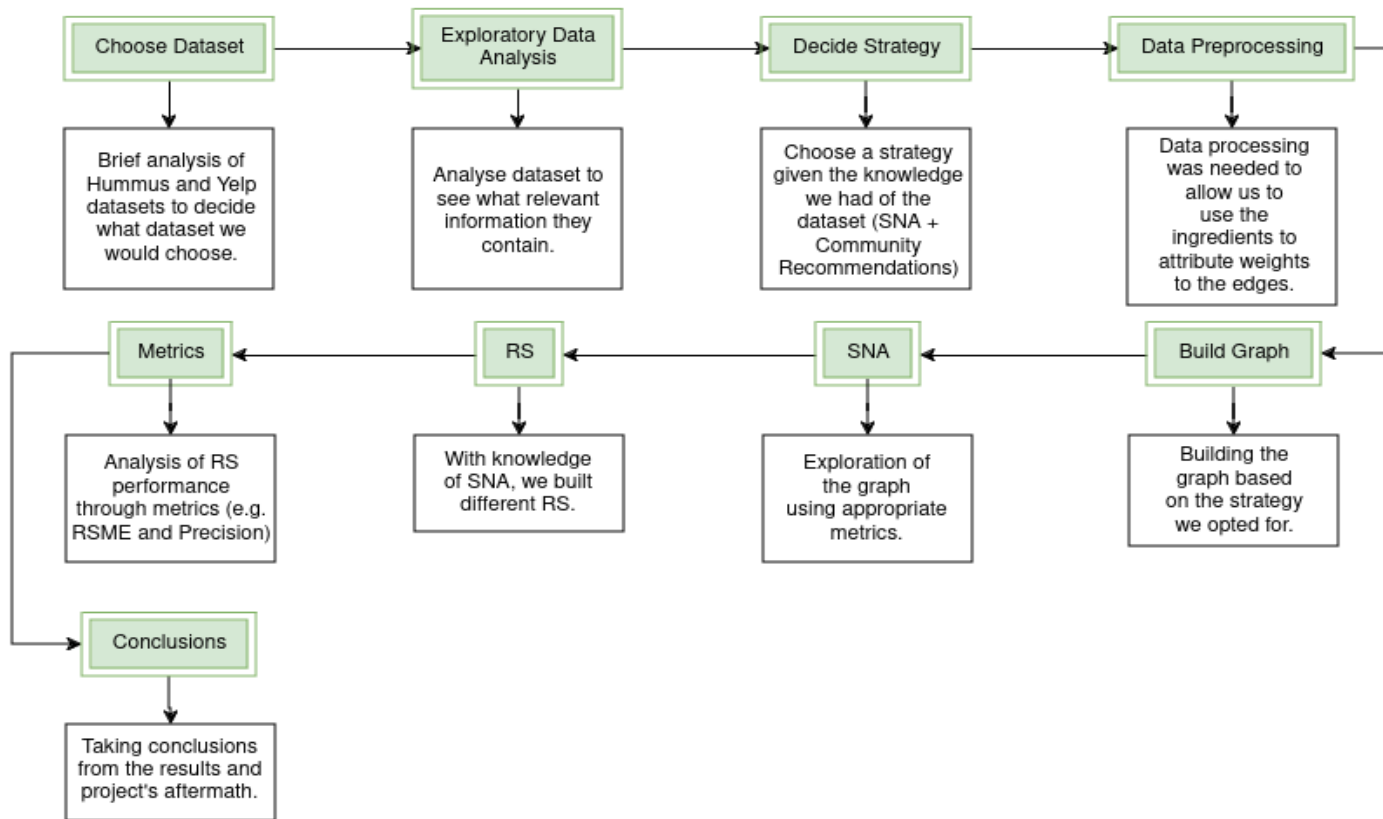 Choose Dataset
Exploratory Data
Analysis
Decide Strategy
Data Preprocessing
Brief analysis of
Hummus and Yelp
datasets to decide
what dataset we
would choose.
Analyse dataset to
see what relevant
information they
contain.
Choose a strategy
given the knowledge
we had of the
dataset (SNA +
Community
Recommendations)
Data processing
was needed to
allow us to
use the
ingredients to
attribute weights
to the edges.
Build Graph
SNA
RS
Metrics
Building the
graph based
on the strategy
we opted for.
Exploration of
the graph
using appropriate
metrics.
With knowledge
of SNA, we built
different RS.
Analysis of RS
performance
through metrics (e.g.
RSME and Precision)
Conclusions
Taking conclusions
from the results and
project's aftermath.